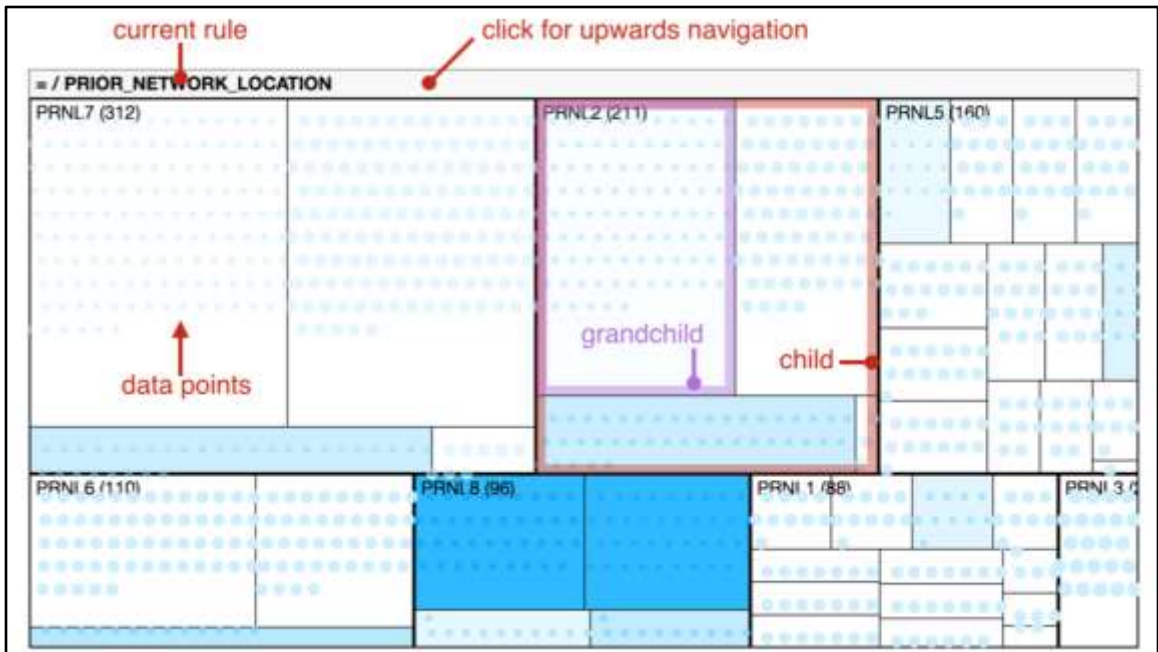 current rule
click for upwards navigation
= / PRIOR_NETWORK_LOCATION
PRNL7 (312)
PRNL2 (211)
PRNL5 (160)
grandchild
child
data points
PRNL6 (110)
PRNL8 (96)
PRNL1 (88)
PRNL3 (